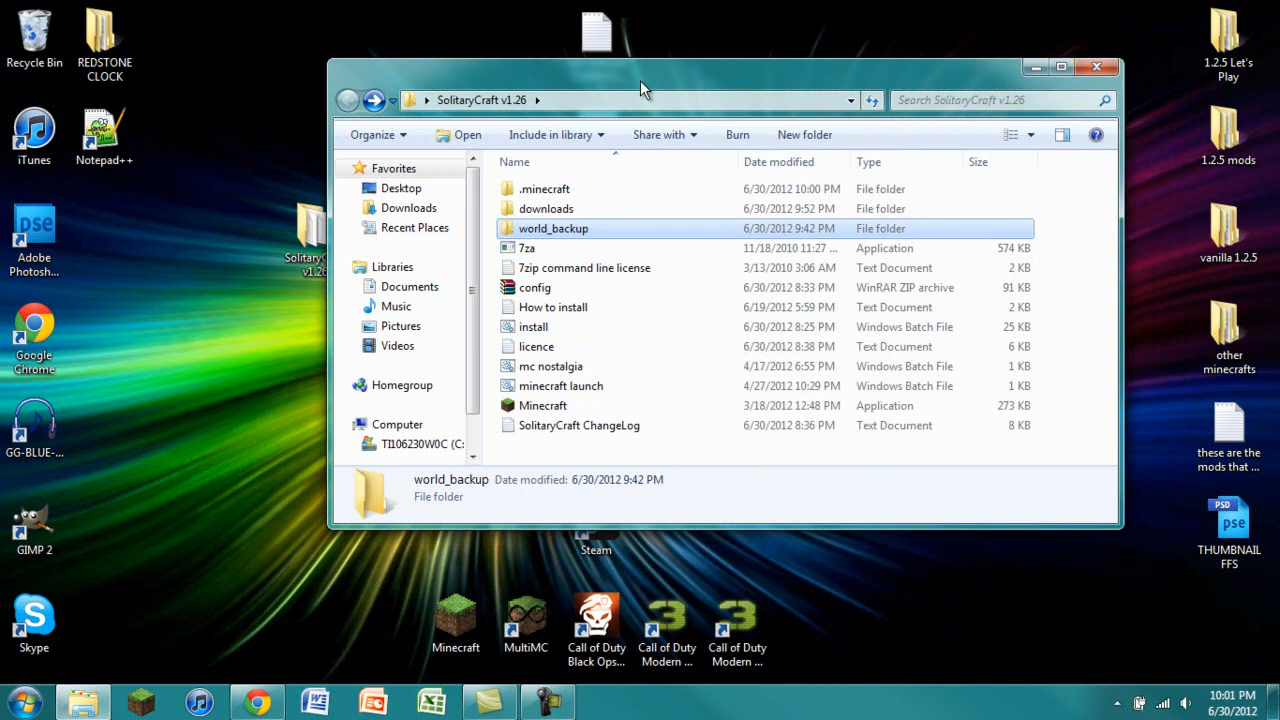 Recycle Bin
REDSTONE
CLOCK
iTunes
Notepad++
Adobe
Photosh...
Google
Chrome
GG-BLUE-...
GIMP 2
Skype
v1.26
SolitaryCraft v1.26
Search SolitaryCraft v1.26
Organize
Open
Include in library
Share with
Burn
New folder
Favorites
Desktop
Downloads
Recent Places
Libraries
Documents
Music
Pictures
Videos
Homegroup
Computer
TI106230W0C (C:
Name Date modified Type Size
.minecraft 6/30/2012 10:00 PM File folder
downloads 6/30/2012 9:52 PM File folder
world_backup 6/30/2012 9:42 PM File folder
7za 11/18/2010 11:27 ... Application 574 KB
7zip command line license 3/13/2010 3:06 AM Text Document 2 KB
config 6/30/2012 8:33 PM WinRAR ZIP archive 91 KB
How to install 6/19/2012 5:59 PM Text Document 2 KB
install 6/30/2012 8:25 PM Windows Batch File 25 KB
licence 6/30/2012 8:38 PM Text Document 6 KB
mc nostalgia 4/17/2012 6:55 PM Windows Batch File 1 KB
minecraft launch 4/27/2012 10:29 PM Windows Batch File 1 KB
Minecraft 3/18/2012 12:48 PM Application 273 KB
SolitaryCraft ChangeLog 6/30/2012 8:36 PM Text Document 8 KB
world_backup Date modified: 6/30/2012 9:42 PM
File folder
Steam
Minecraft
MultiMC
Call of Duty
Black Ops...
Call of Duty
Modern ...
Call of Duty
Modern ...
1.2.5 Let's
Play
1.2.5 mods
vanilla 1.2.5
other
minecrafts
these are the
mods that ...
PSD
pse
THUMBNAIL
FFS
pse
10:01 PM
6/30/2012